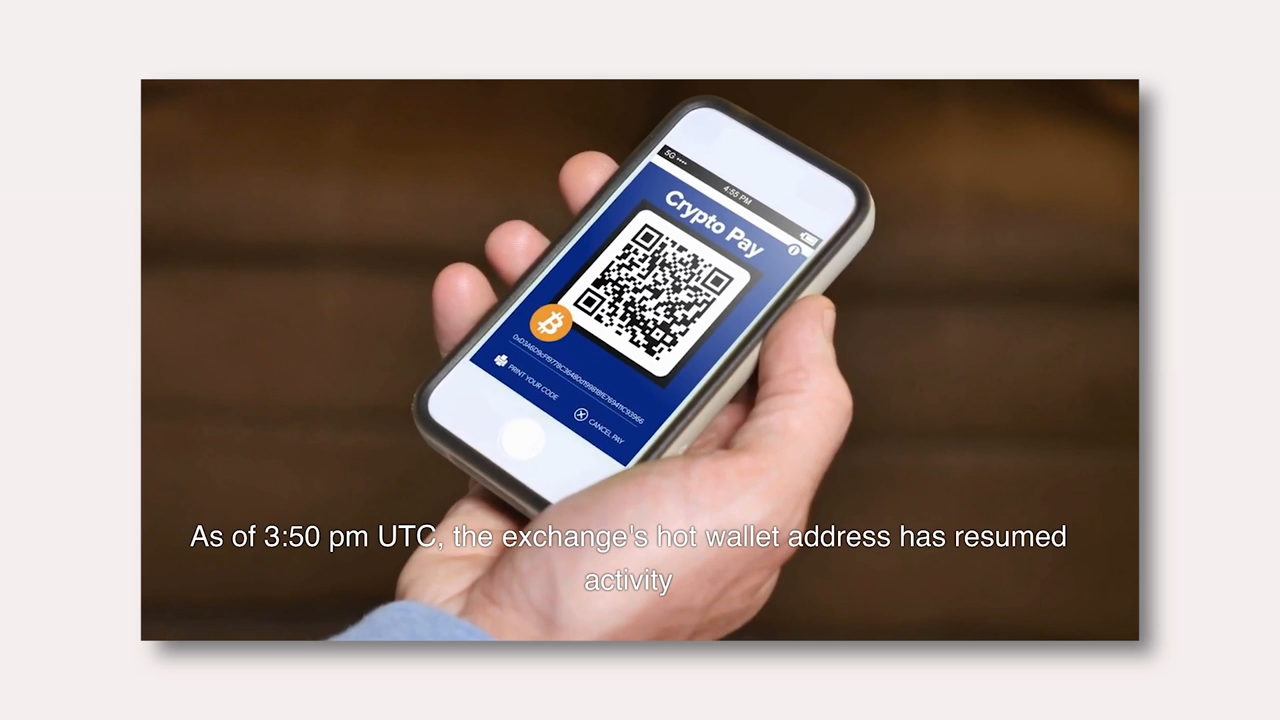 5G
4:55 PM
Crypto Pay
PRINT YOUR CODE
CANCEL PAY
As of 3:50 pm UTC, the exchange's hot wallet address has resumed
activity